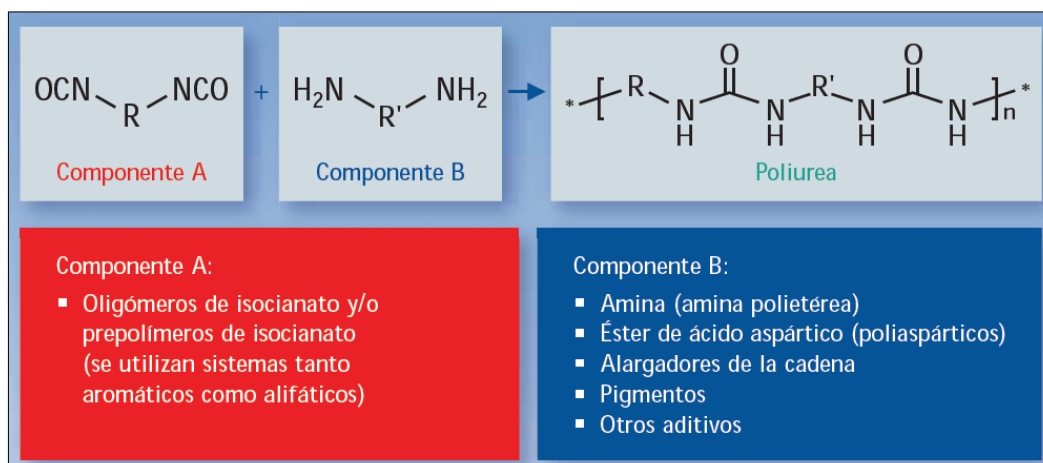 OCN R NCO + H₂N R' NH₂ * [ R N H O N H R' N H O N H ]n *
Componente A
Componente B
Poliurea
Componente A:
▪ Oligómeros de isocianato y/o
prepolímeros de isocianato
(se utilizan sistemas tanto
aromáticos como alifáticos)
Componente B:
▪ Amina (amina polietérea)
▪ Éster de ácido aspártico (poliaspárticos)
▪ Alargadores de la cadena
▪ Pigmentos
▪ Otros aditivos